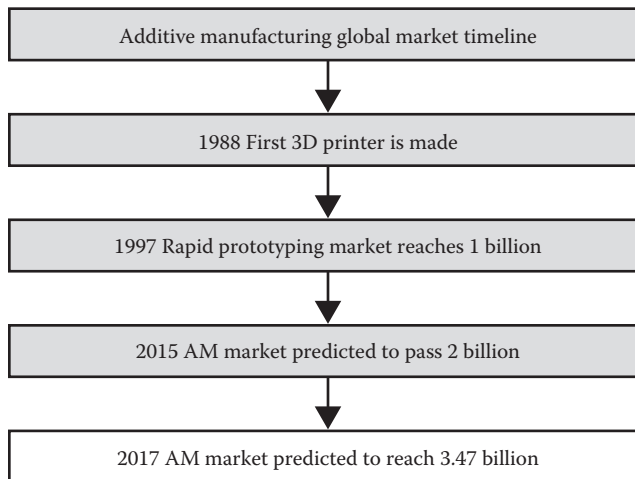 Additive manufacturing global market timeline
1988 First 3D printer is made
1997 Rapid prototyping market reaches 1 billion
2015 AM market predicted to pass 2 billion
2017 AM market predicted to reach 3.47 billion